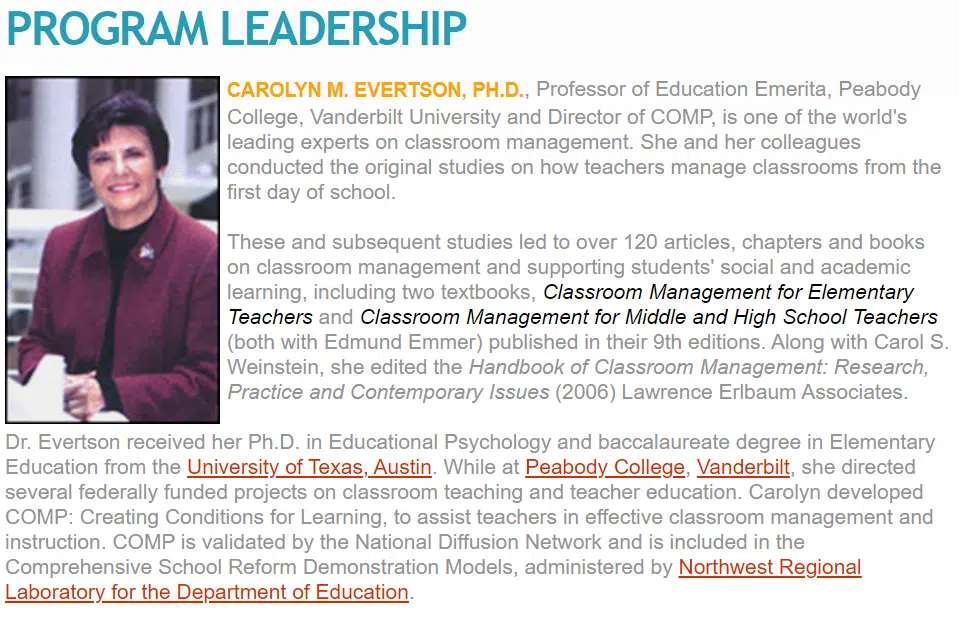 PROGRAM LEADERSHIP
CAROLYN M. EVERTSON, PH.D., Professor of Education Emerita, Peabody
College, Vanderbilt University and Director of COMP, is one of the world's
leading experts on classroom management. She and her colleagues
conducted the original studies on how teachers manage classrooms from the
first day of school.
These and subsequent studies led to over 120 articles, chapters and books
on classroom management and supporting students' social and academic
learning, including two textbooks, Classroom Management for Elementary
Teachers and Classroom Management for Middle and High School Teachers
(both with Edmund Emmer) published in their 9th editions. Along with Carol S.
Weinstein, she edited the Handbook of Classroom Management: Research,
Practice and Contemporary Issues (2006) Lawrence Erlbaum Associates.
Dr. Evertson received her Ph.D. in Educational Psychology and baccalaureate degree in Elementary
Education from the University of Texas, Austin. While at Peabody College, Vanderbilt, she directed
several federally funded projects on classroom teaching and teacher education. Carolyn developed
COMP: Creating Conditions for Learning, to assist teachers in effective classroom management and
instruction. COMP is validated by the National Diffusion Network and is included in the
Comprehensive School Reform Demonstration Models, administered by Northwest Regional
Laboratory for the Department of Education.